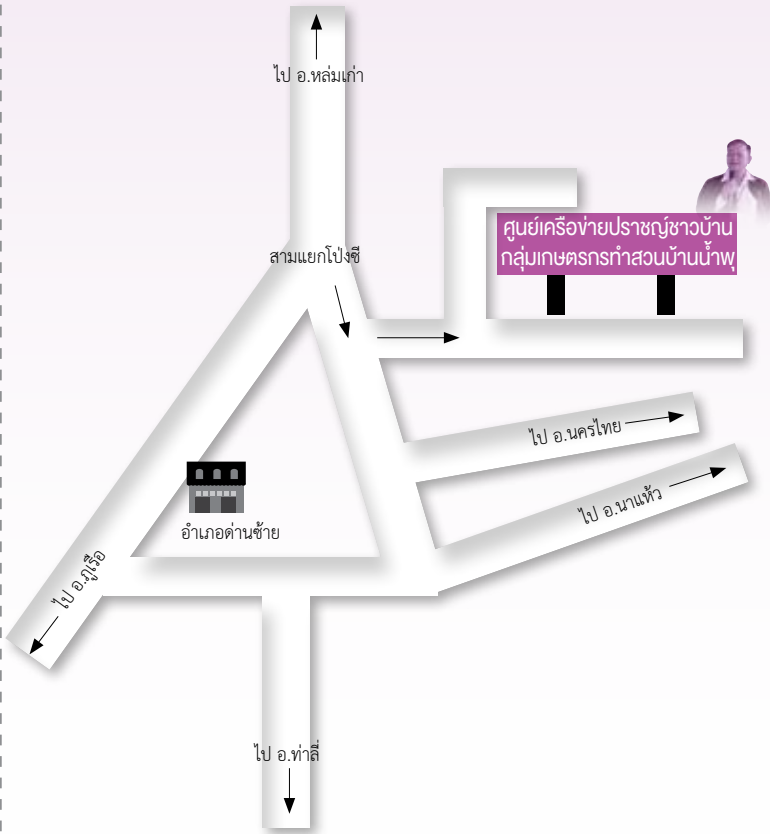 ไป อ.หล่มเก่า
ศูนย์เครือข่ายปราชญ์ชาวบ้าน
กลุ่มเกษตรกรทำสวนบ้านน้ำพุ
สามแยกโป่งชี
ไป อ.นครไทย
ไป อ.นาแห้ว
อำเภอด่านซ้าย
ไป อ.ภูเรือ
ไป อ.ท่าลี่